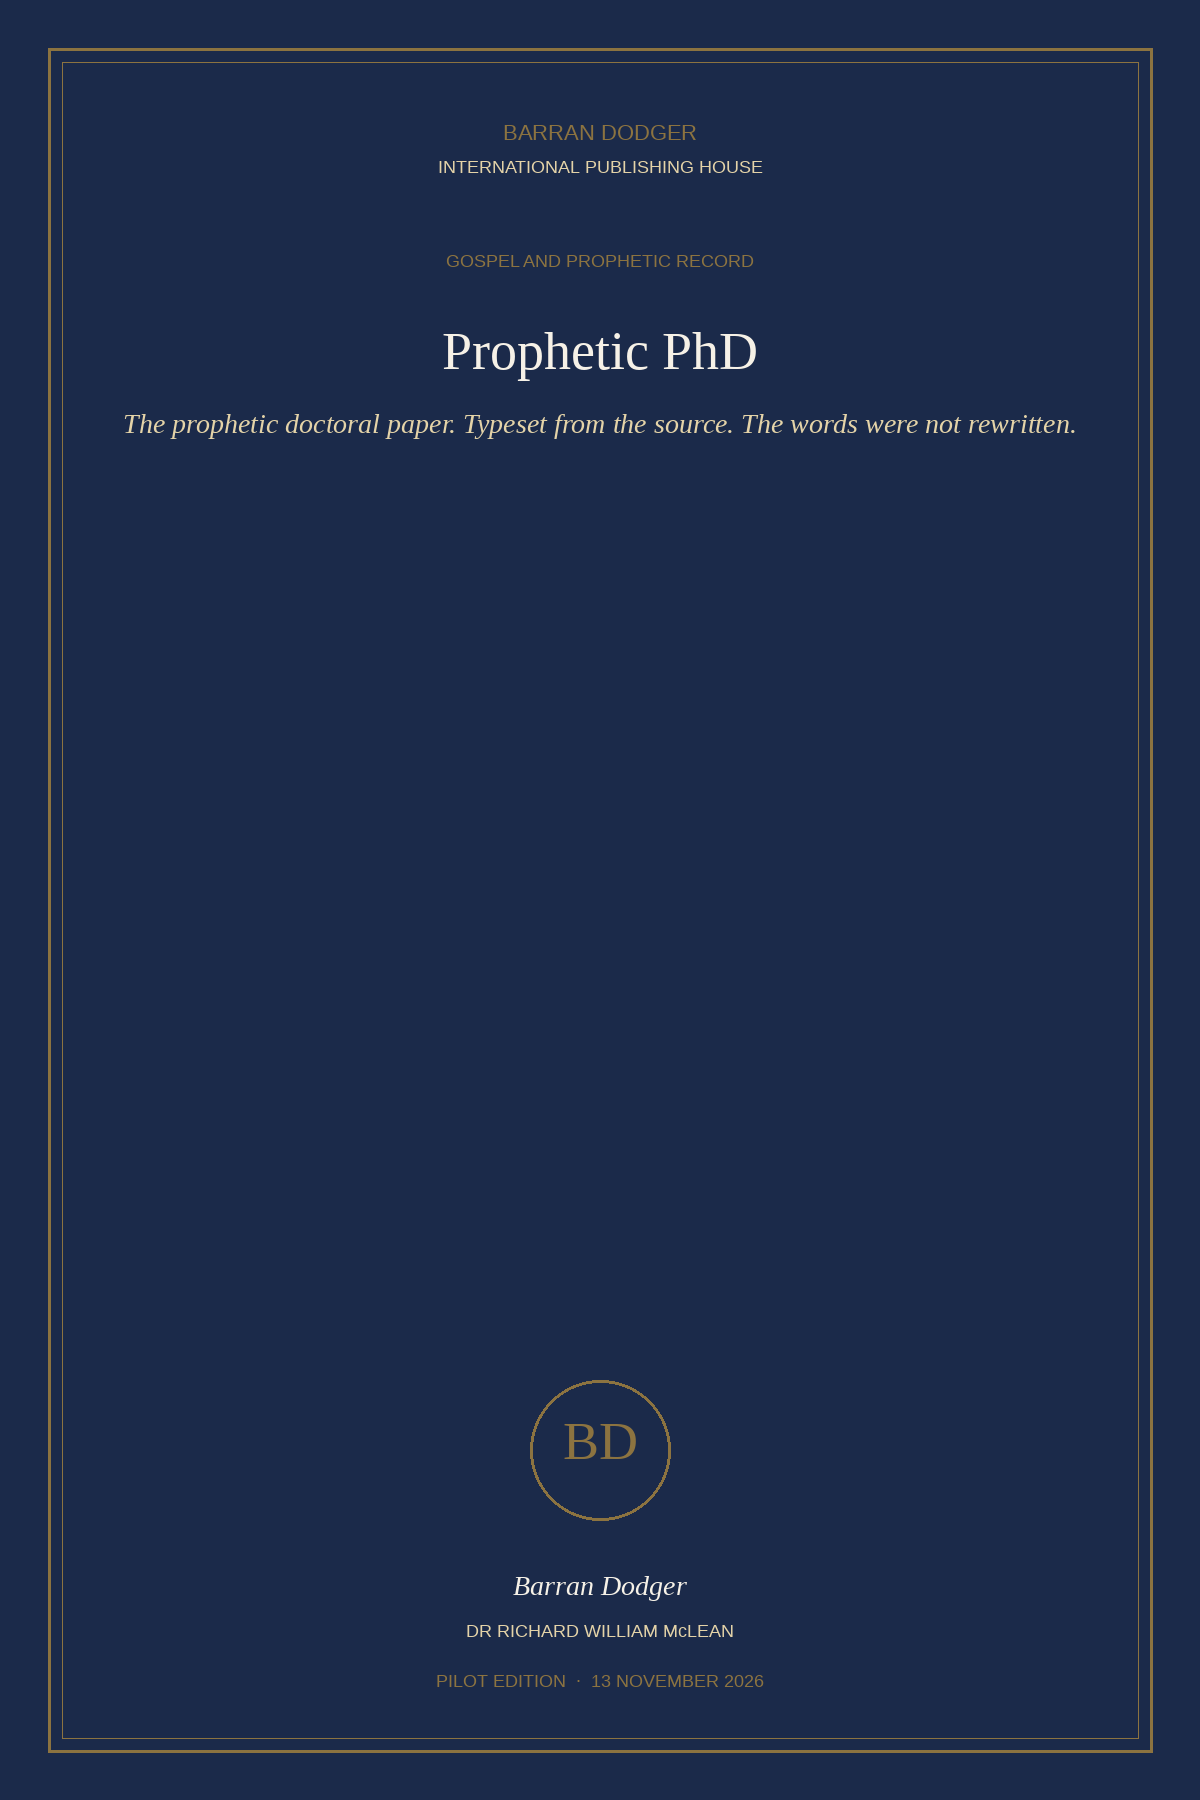 BARRAN DODGER
INTERNATIONAL PUBLISHING HOUSE
GOSPEL AND PROPHETIC RECORD
Prophetic PhD
The prophetic doctoral paper. Typeset from the source. The words were not rewritten.
BD
Barran Dodger
DR RICHARD WILLIAM McLEAN
PILOT EDITION · 13 NOVEMBER 2026